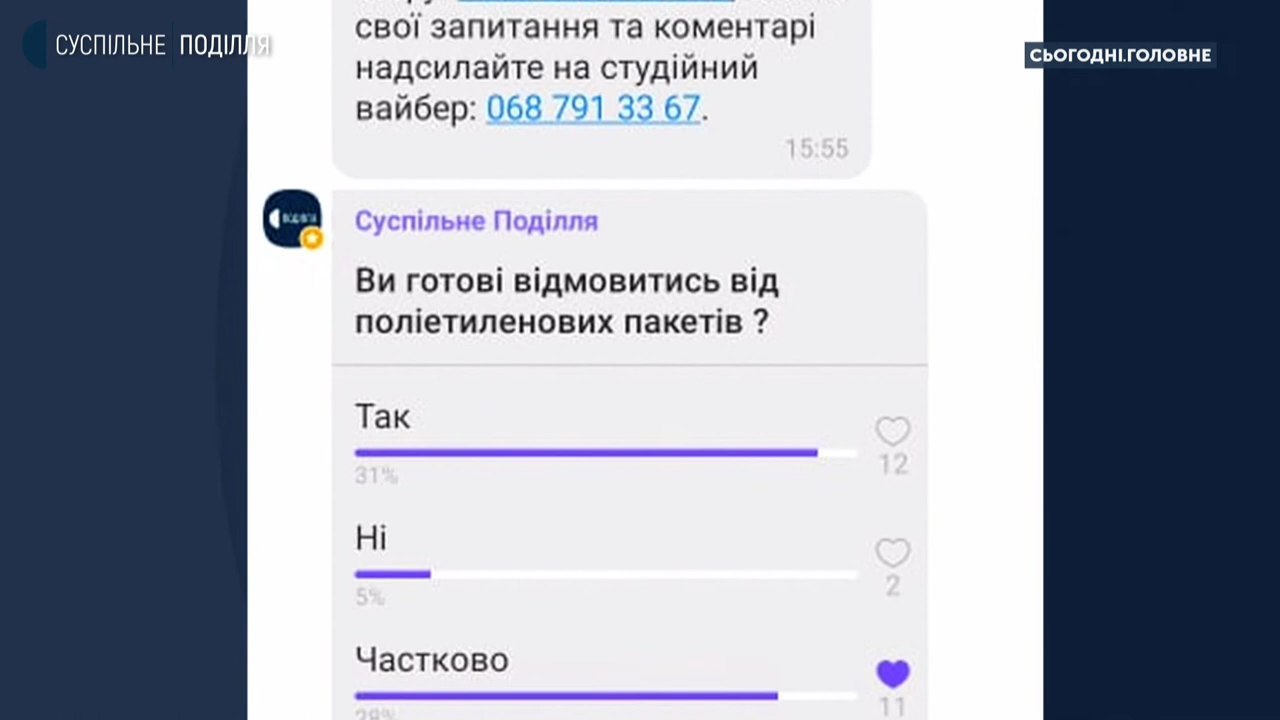 СУСПІЛЬНЕ ПОДІЛЛЯ
СЬОГОДНІ.ГОЛОВНЕ
свої запитання та коментарі
надсилайте на студійний
вайбер: 068 791 33 67.
15:55
Суспільне Поділля
Ви готові відмовитись від
поліетиленових пакетів ?
Так
31%
12
Ні
5%
2
Частково
28%
11